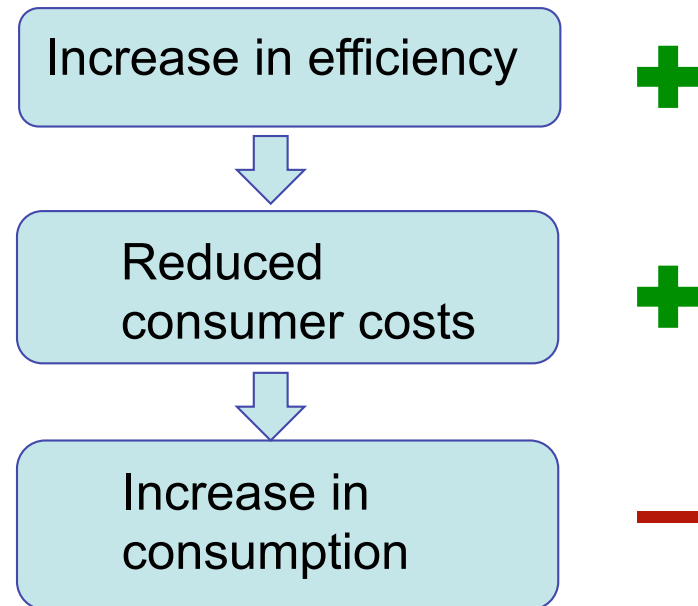 Increase in efficiency
Reduced
consumer costs
Increase in
consumption